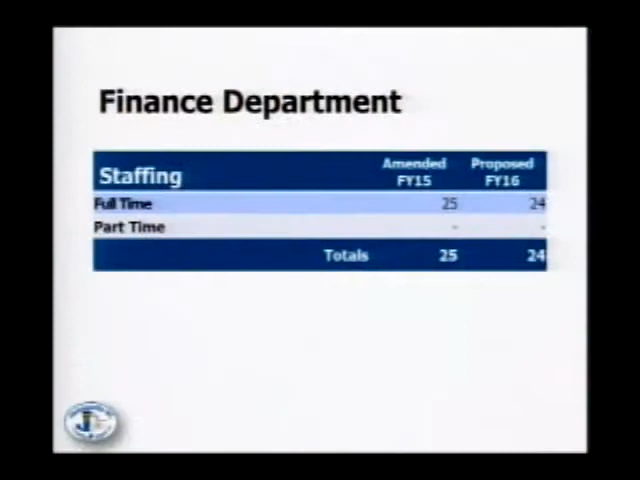 Finance Department
Staffing Amended FY15 Proposed FY16
Full Time 25 24
Part Time - -
Totals 25 24